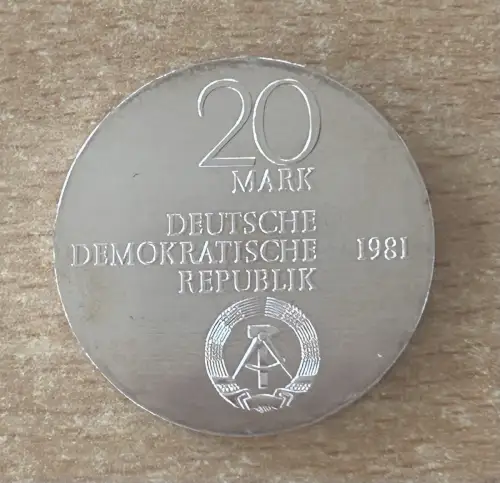 20
MARK
DEUTSCHE
DEMOKRATISCHE 1981
REPUBLIK